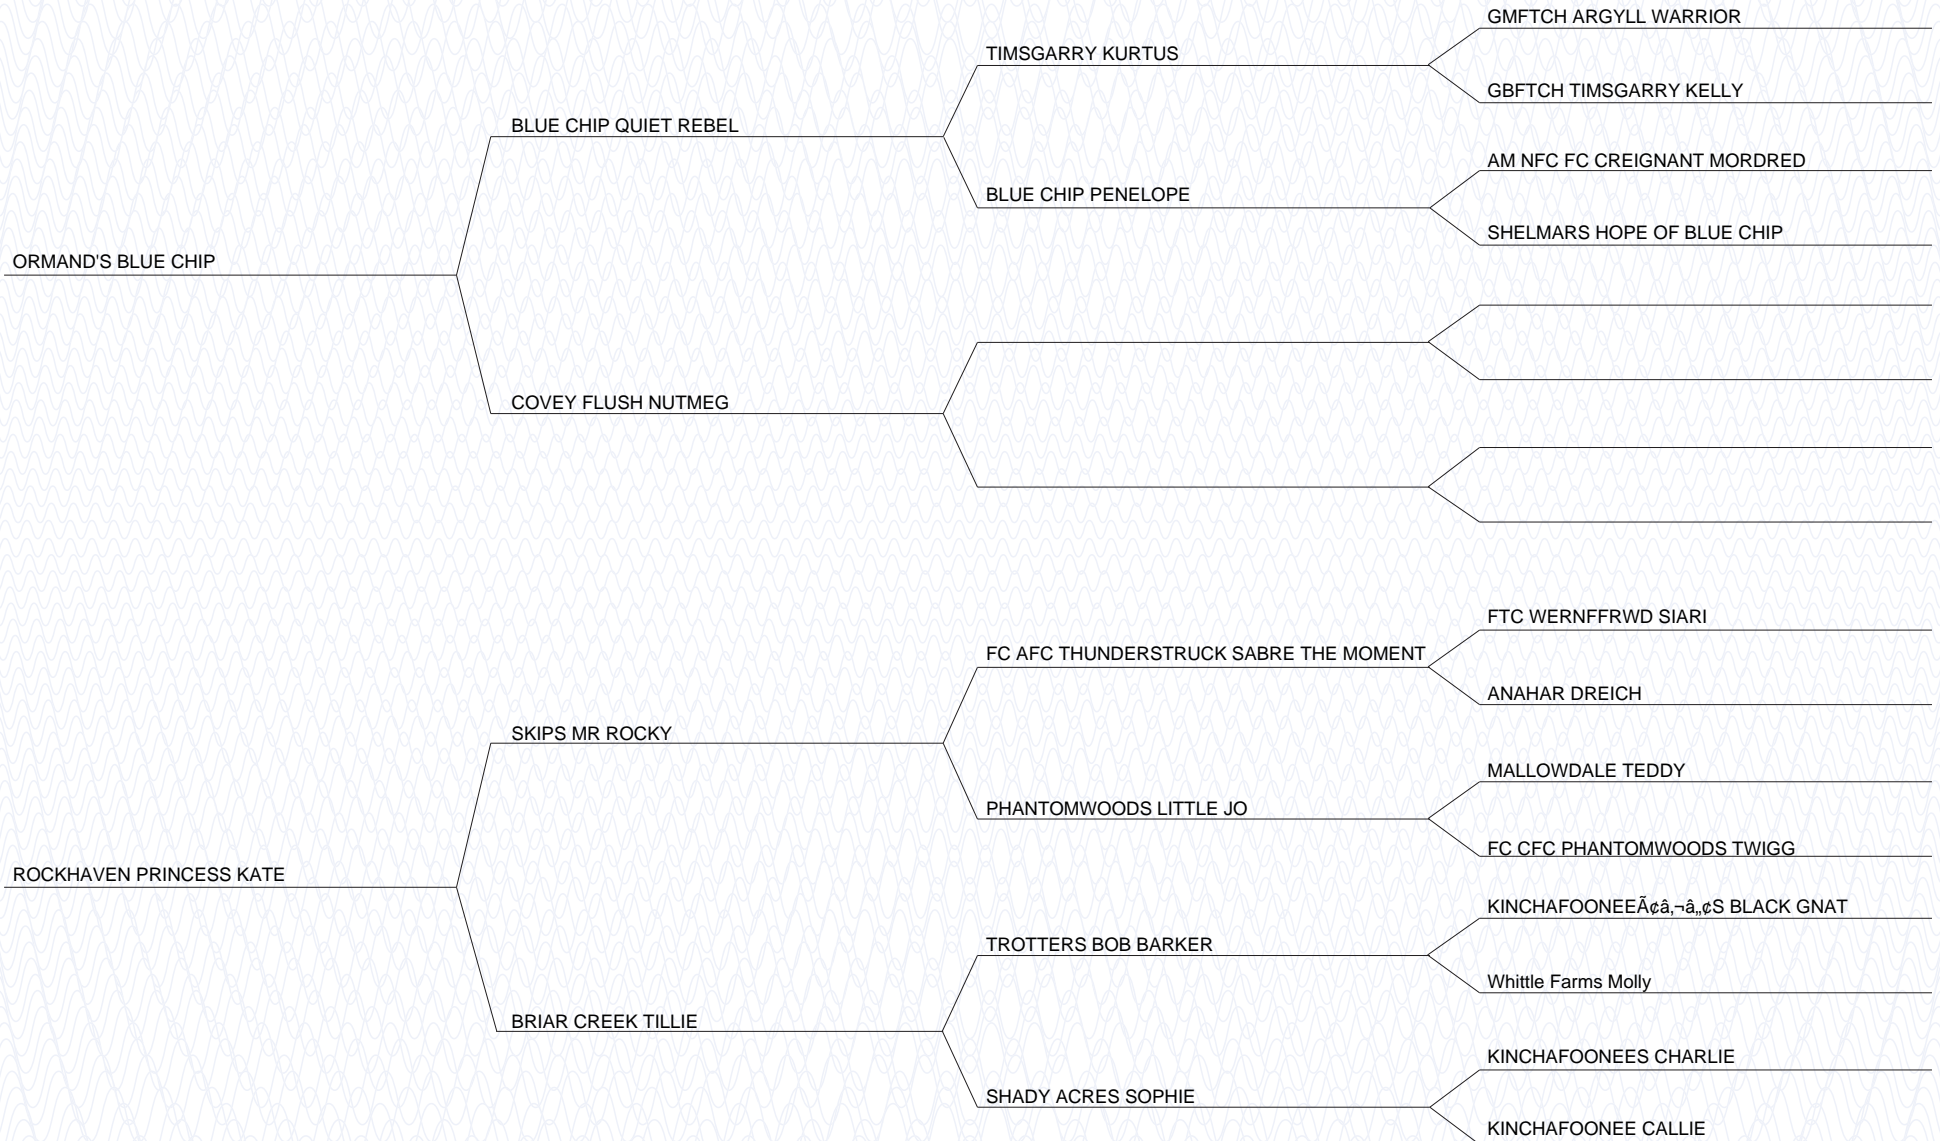 GMFTCH ARGYLL WARRIOR
TIMSGARRY KURTUS
GBFTCH TIMSGARRY KELLY
BLUE CHIP QUIET REBEL
AM NFC FC CREIGNANT MORDRED
BLUE CHIP PENELOPE
SHELMARS HOPE OF BLUE CHIP
ORMAND'S BLUE CHIP
COVEY FLUSH NUTMEG
FTC WERNFFRWD SIARI
FC AFC THUNDERSTRUCK SABRE THE MOMENT
ANAHAR DREICH
SKIPS MR ROCKY
MALLOWDALE TEDDY
PHANTOMWOODS LITTLE JO
FC CFC PHANTOMWOODS TWIGG
ROCKHAVEN PRINCESS KATE
KINCHAFOONEEÃ¢â‚¬â„¢S BLACK GNAT
TROTTERS BOB BARKER
Whittle Farms Molly
BRIAR CREEK TILLIE
KINCHAFOONEES CHARLIE
SHADY ACRES SOPHIE
KINCHAFOONEE CALLIE